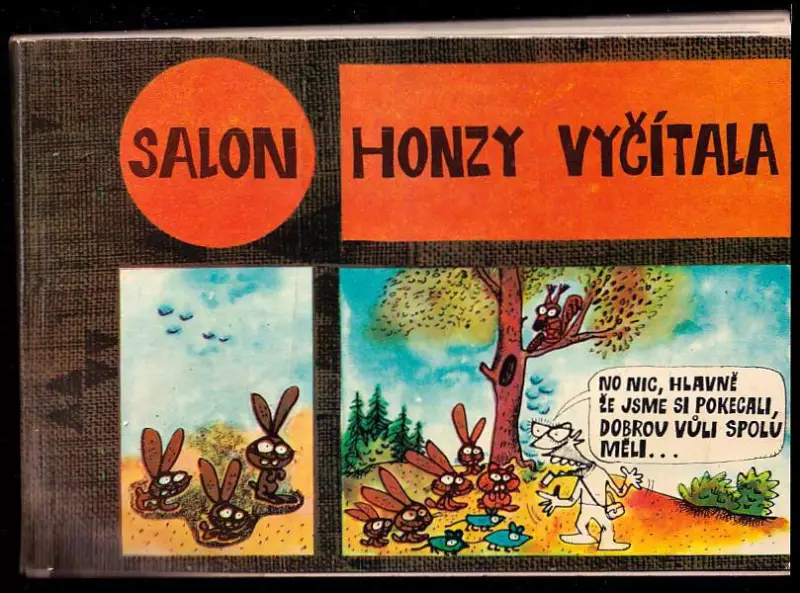 SALON
HONZY VYČÍTALA
NO NIC, HLAVNĚ
ŽE JSME SI POKECALI,
DOBROU VŮLI SPOLU
MĚLI...